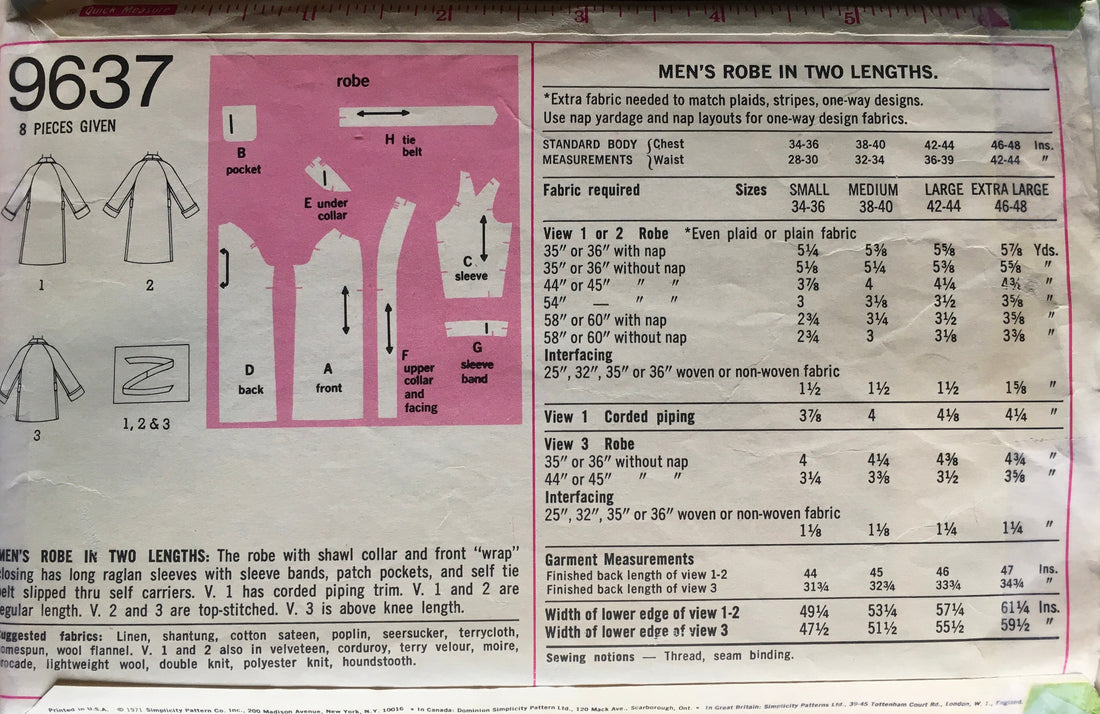 Quick Measure 1 2 3 4 5
9637
8 PIECES GIVEN
1 2
3 1, 2 & 3
robe
B
pocket
H tie
belt
E under
collar
C
sleeve
D
back
A
front
F
upper
collar
and
facing
G
sleeve
band
MEN'S ROBE IN TWO LENGTHS: The robe with shawl collar and front "wrap"
losing has long raglan sleeves with sleeve bands, patch pockets, and self tie
elt slipped thru self carriers. V. 1 has corded piping trim. V. 1 and 2 are
egular length. V. 2 and 3 are top-stitched. V. 3 is above knee length.
uggested fabrics: Linen, shantung, cotton sateen, poplin, seersucker, terrycloth,
omespun, wool flannel. V. 1 and 2 also in velveteen, corduroy, terry velour, moire,
rocade, lightweight wool, double knit, polyester knit, houndstooth.
MEN'S ROBE IN TWO LENGTHS.
*Extra fabric needed to match plaids, stripes, one-way designs.
Use nap yardage and nap layouts for one-way design fabrics.
STANDARD BODY {Chest 34-36 38-40 42-44 46-48 Ins.
MEASUREMENTS }Waist 28-30 32-34 36-39 42-44 "
Fabric required Sizes SMALL MEDIUM LARGE EXTRA LARGE
34-36 38-40 42-44 46-48
View 1 or 2 Robe *Even plaid or plain fabric
35" or 36" with nap 5¼ 5⅜ 5⅝ 5⅞ Yds.
35" or 36" without nap 5⅛ 5¼ 5⅜ 5⅝ "
44" or 45" " " 3⅞ 4 4¼ 4¾ "
54" — " " 3 3⅛ 3½ 3⅝ "
58" or 60" with nap 2¾ 3¼ 3½ 3⅝ "
58" or 60" without nap 2¾ 3 3⅛ 3⅜ "
Interfacing
25", 32", 35" or 36" woven or non-woven fabric
1½ 1½ 1½ 1⅝ "
View 1 Corded piping 3⅞ 4 4⅛ 4¼ "
View 3 Robe
35" or 36" without nap 4 4¼ 4⅜ 4¾ "
44" or 45" " " 3¼ 3⅜ 3½ 3⅝ "
Interfacing
25", 32", 35" or 36" woven or non-woven fabric
1⅛ 1⅛ 1¼ 1¼ "
Garment Measurements
Finished back length of view 1-2 44 45 46 47 Ins.
Finished back length of view 3 31¾ 32¾ 33¾ 34¾ "
Width of lower edge of view 1-2 49¼ 53¼ 57¼ 61¼ Ins.
Width of lower edge of view 3 47½ 51½ 55½ 59½ "
Sewing notions — Thread, seam binding.
Printed in U.S.A. © 1971 Simplicity Pattern Co. Inc., 200 Madison Avenue, New York, N.Y. 10016 • In Canada: Dominion Simplicity Pattern Ltd., 120 Mack Ave., Scarborough, Ont. • In Great Britain: Simplicity Patterns Ltd., 39-45 Tottenham Court Rd., London, W. 1., England.